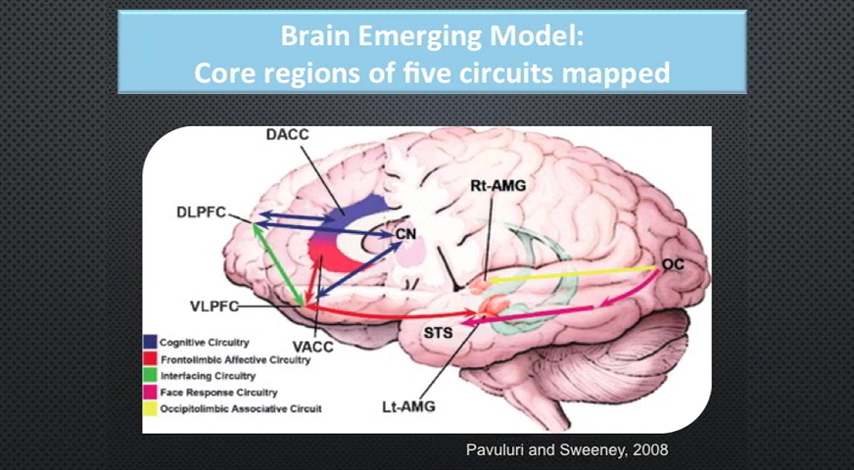 Brain Emerging Model:
Core regions of five circuits mapped
DACC
Rt-AMG
DLPFC
CN
OC
VLPFC
STS
VACC
Cognitive Circuitry
Frontolimbic Affective Circuitry
Interfacing Circuitry
Face Response Circuitry
Occipitolimbic Associative Circuit
Lt-AMG
Pavuluri and Sweeney, 2008